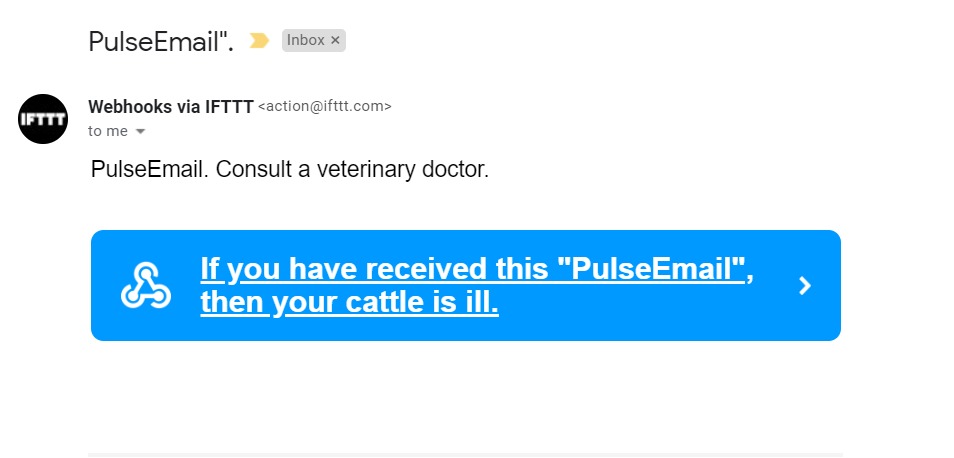 PulseEmail".
Inbox ×
IFTTT
Webhooks via IFTTT <action@ifttt.com>
to me
PulseEmail. Consult a veterinary doctor.
If you have received this "PulseEmail",
then your cattle is ill.